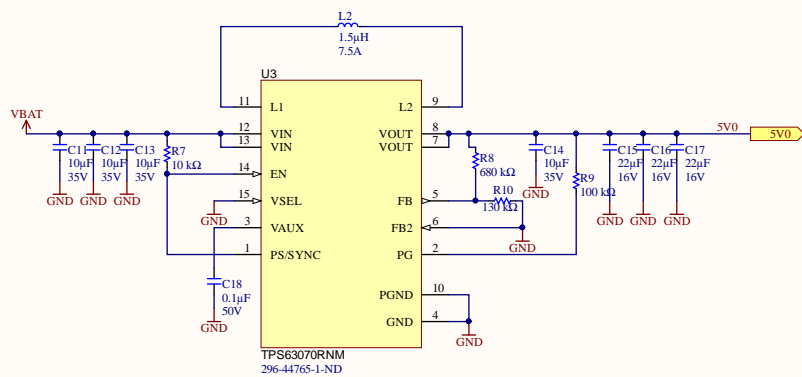 L2
1.5µH
7.5A
U3
11
L1
L2
9
VBAT
5V0
5V0
12
VIN
VOUT
8
13
VIN
VOUT
7
C11
10µF
35V
C12
10µF
35V
C13
10µF
35V
R7
10 kΩ
R8
680 kΩ
C14
10µF
35V
R9
100 kΩ
C15
22µF
16V
C16
22µF
16V
C17
22µF
16V
14
EN
15
VSEL
FB
5
R10
130 kΩ
GND
GND
GND
GND
GND
GND
GND
GND
3
VAUX
FB2
6
GND
1
PS/SYNC
PG
2
C18
0.1µF
50V
GND
PGND
10
GND
4
GND
TPS63070RNM
296-44765-1-ND